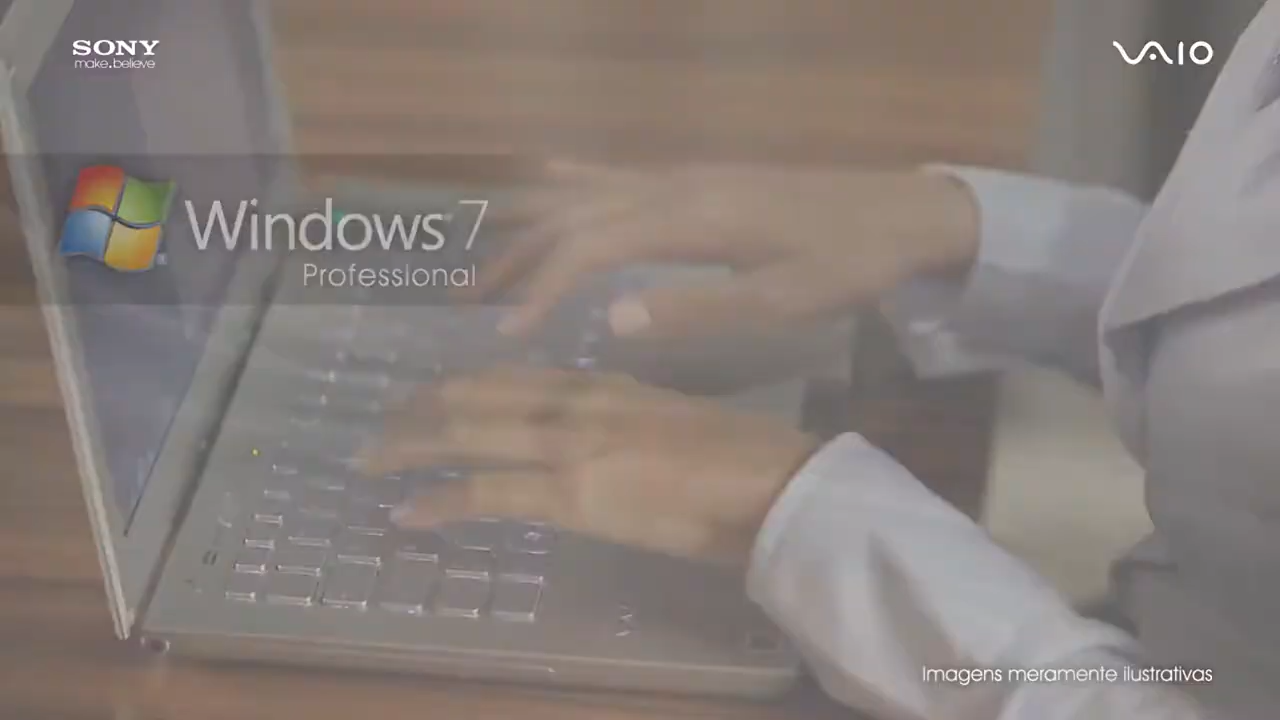 SONY
make.believe
VAIO
Windows 7
Professional
Imagens meramente ilustrativas